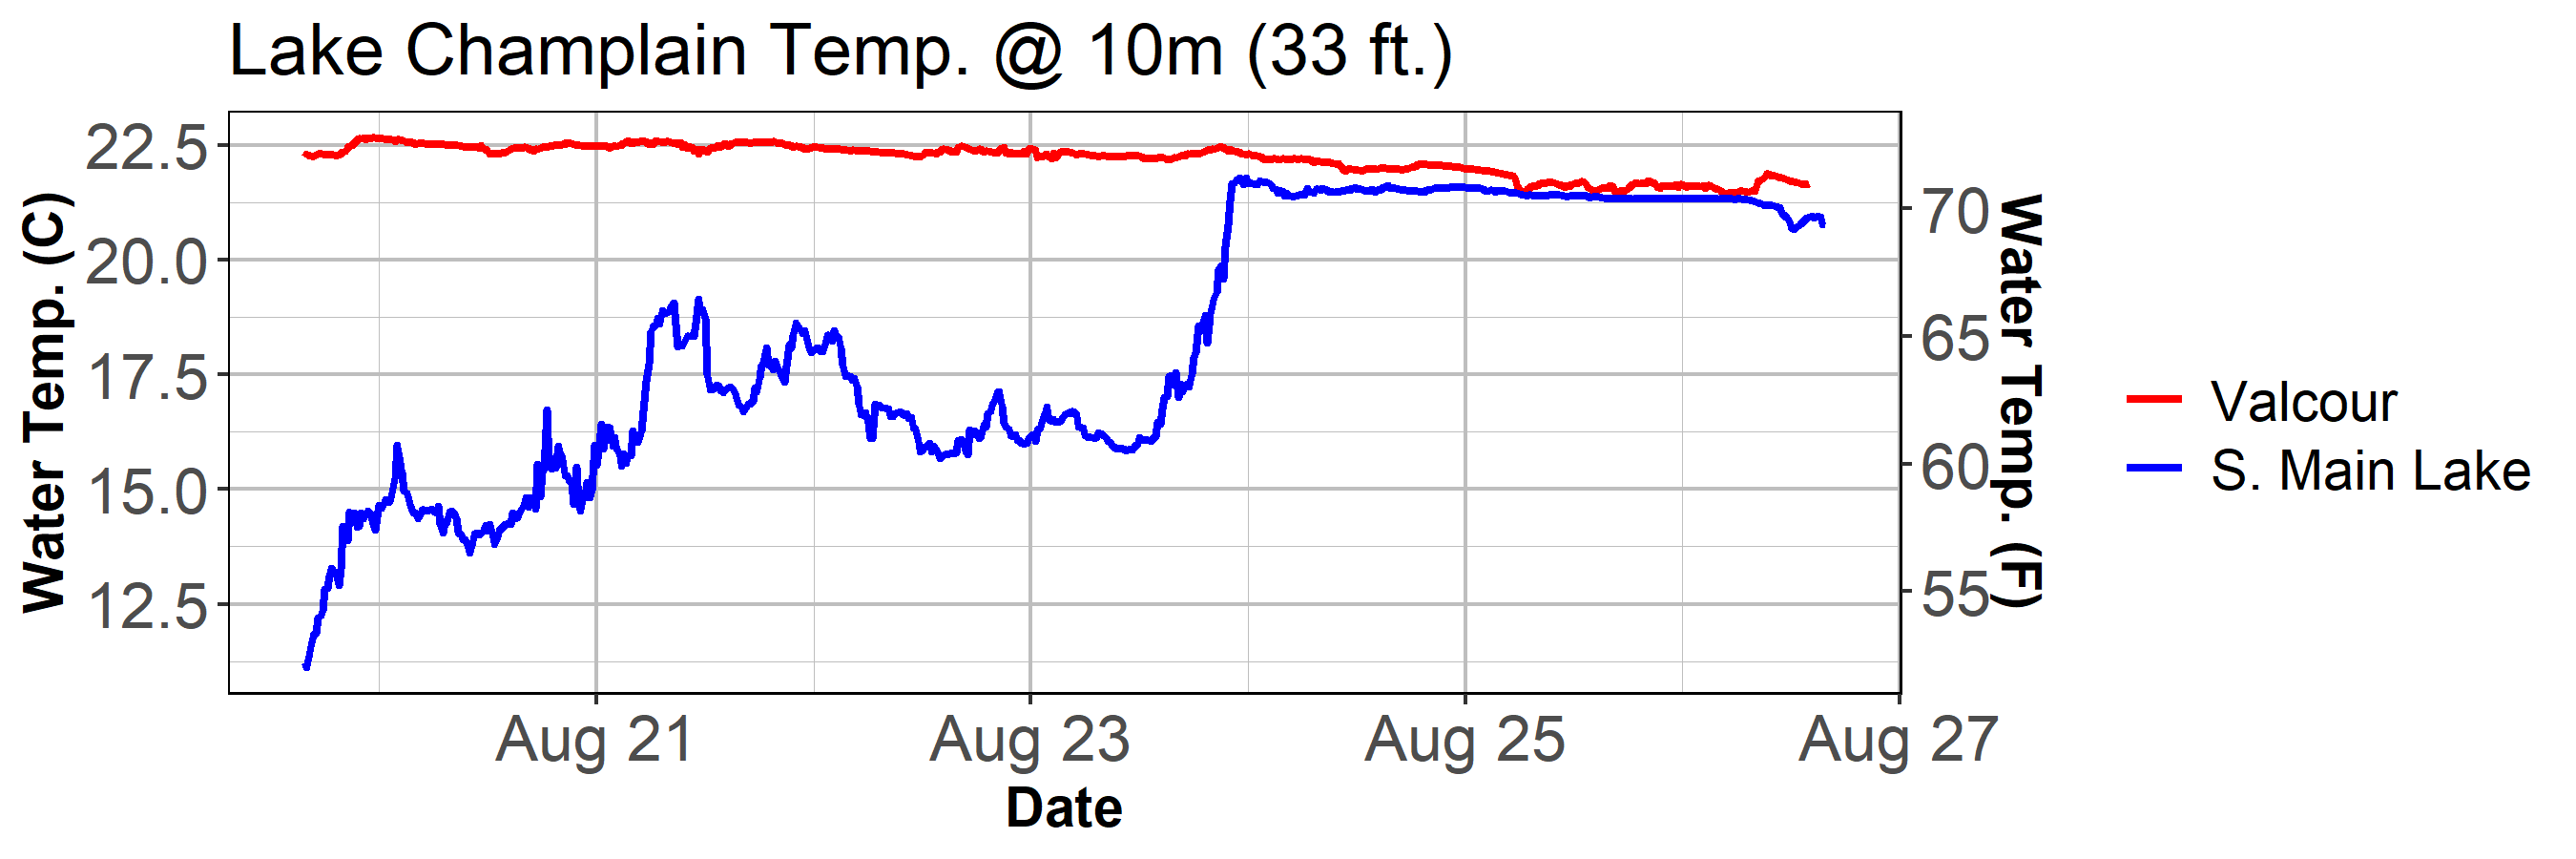 Lake Champlain Temp. @ 10m (33 ft.)
Water Temp. (C)
22.5
20.0
17.5
15.0
12.5
70
65
60
55
Water Temp. (F)
Aug 21
Aug 23
Aug 25
Aug 27
Date
Valcour
S. Main Lake